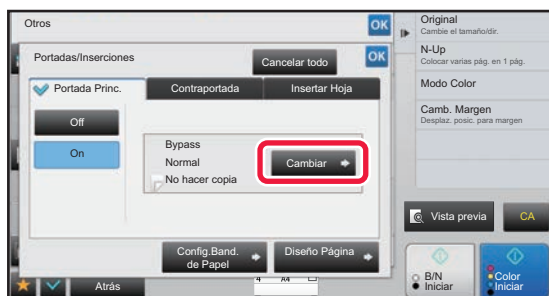 Otros
OK
Portadas/Inserciones
Cancelar todo
OK
Portada Princ.
Contraportada
Insertar Hoja
Off
On
Bypass
Normal
No hacer copia
Cambiar
Config.Band.
de Papel
Diseño Página
Atrás
A4
Original
Cambie el tamaño/dir.
N-Up
Colocar varias pág. en 1 pág.
Modo Color
Camb. Margen
Desplaz. posic. para margen
Vista previa
CA
B/N
Iniciar
Color
Iniciar